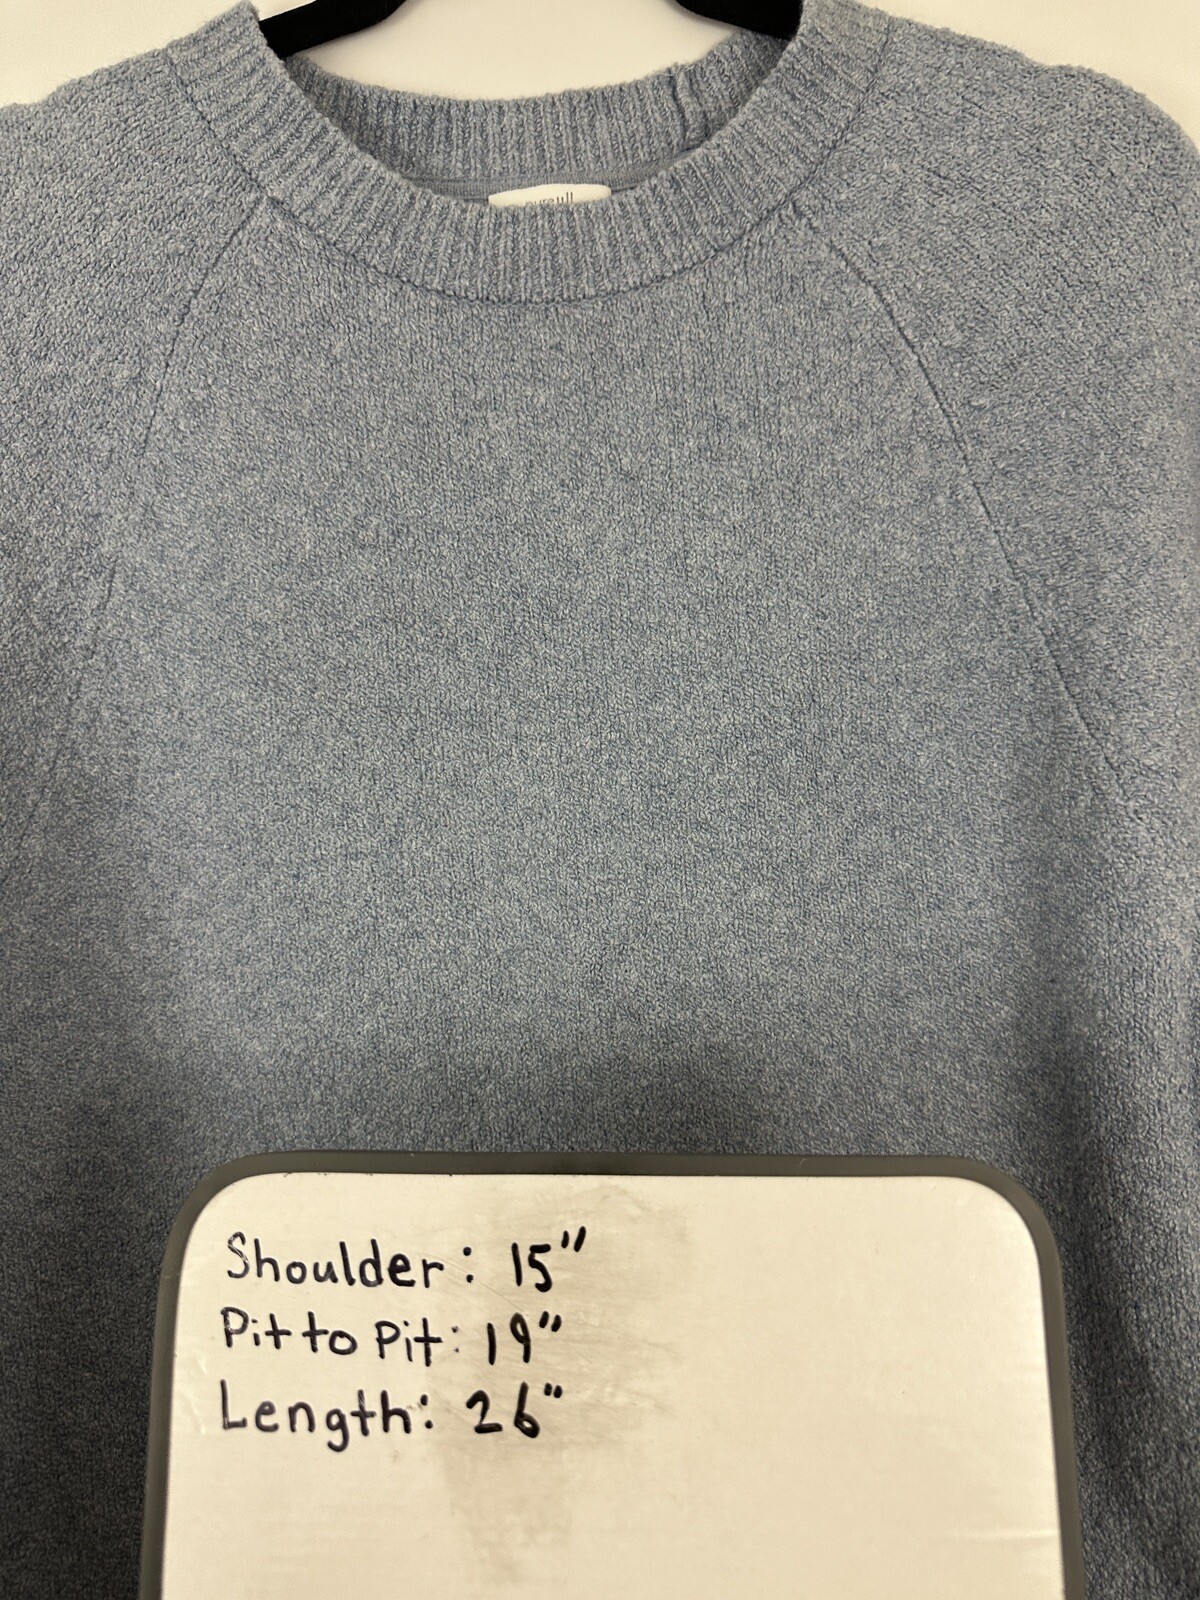 Shoulder: 15"
Pit to Pit: 19"
Length: 26"